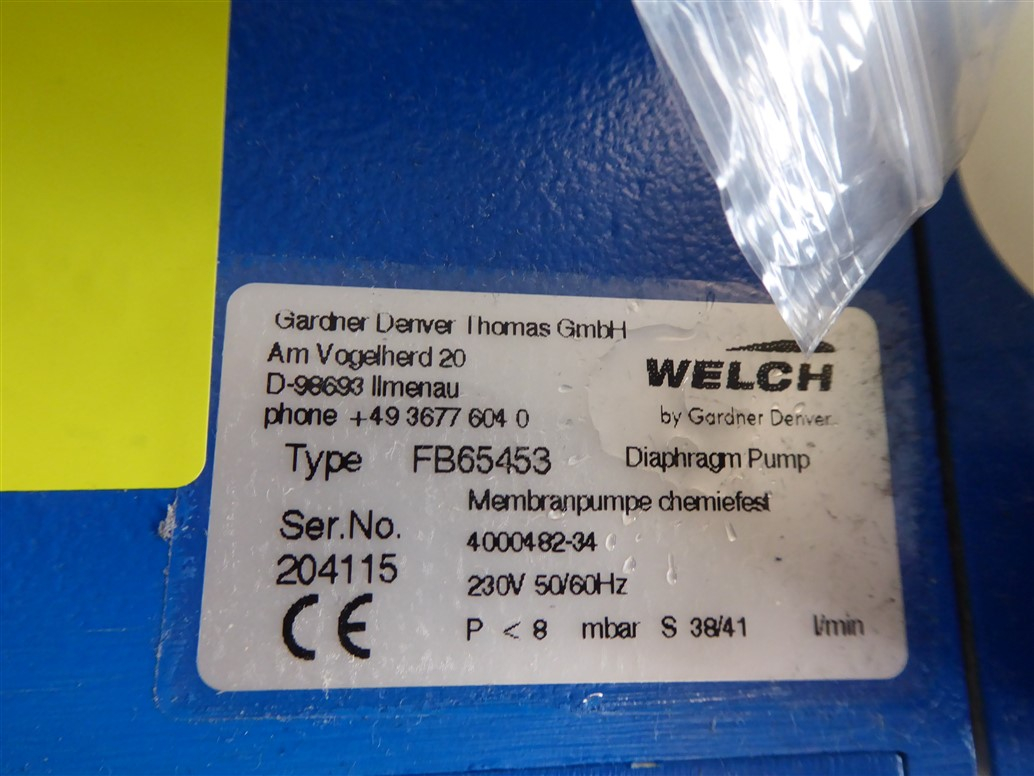 Gardner Denver Thomas GmbH
Am Vogelherd 20
D-98693 Ilmenau
phone +49 3677 604 0
WELCH
by Gardner Denver
Type FB65453 Diaphragm Pump
Membranpumpe chemiefest
Ser.No. 4000482-34
204115 230V 50/60Hz
CE P < 8 mbar S 38/41 l/min